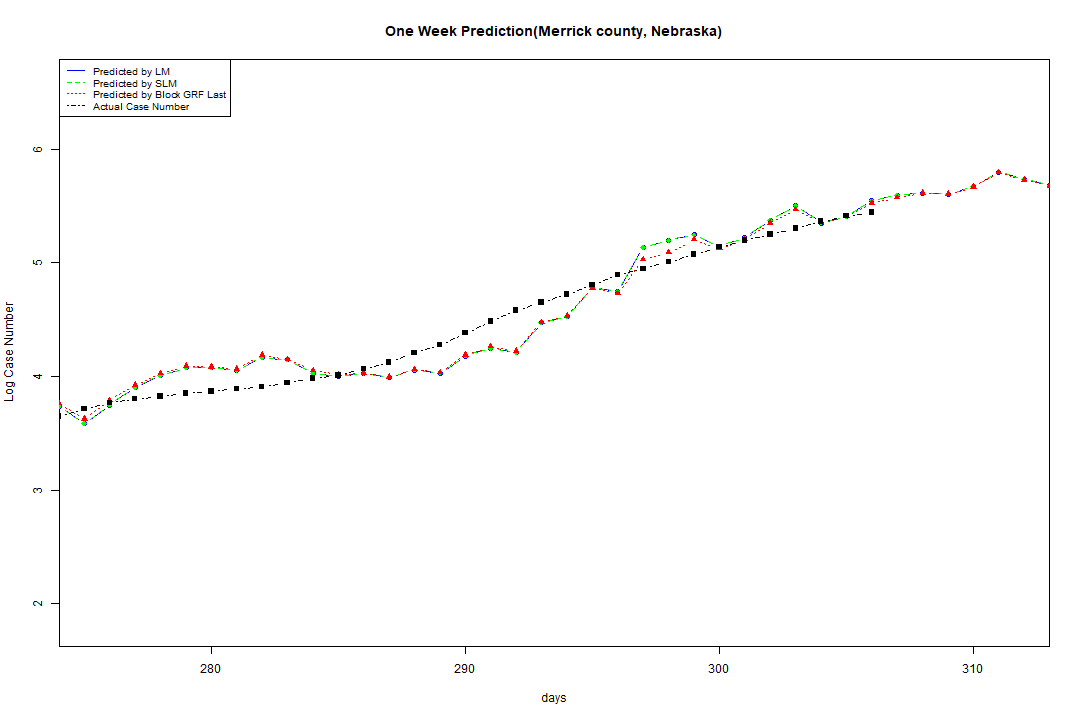 One Week Prediction(Merrick county, Nebraska)
Predicted by LM
Predicted by SLM
Predicted by Block GRF Last
Actual Case Number
6
5
4
3
2
Log Case Number
280 290 300 310
days